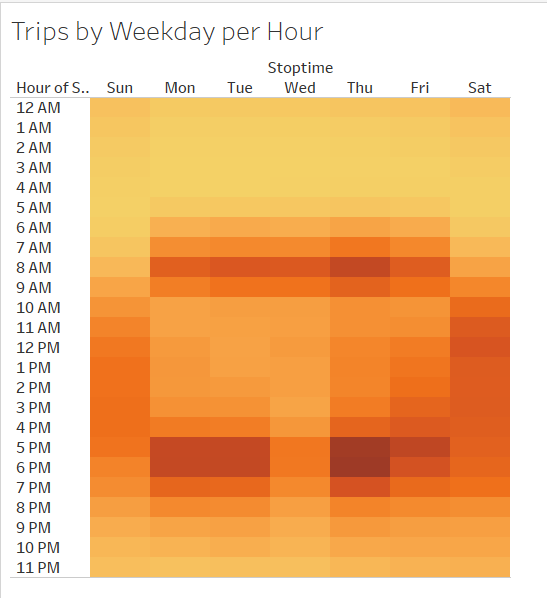 Trips by Weekday per Hour
Stoptime
Hour of S.. Sun Mon Tue Wed Thu Fri Sat
12 AM
1 AM
2 AM
3 AM
4 AM
5 AM
6 AM
7 AM
8 AM
9 AM
10 AM
11 AM
12 PM
1 PM
2 PM
3 PM
4 PM
5 PM
6 PM
7 PM
8 PM
9 PM
10 PM
11 PM